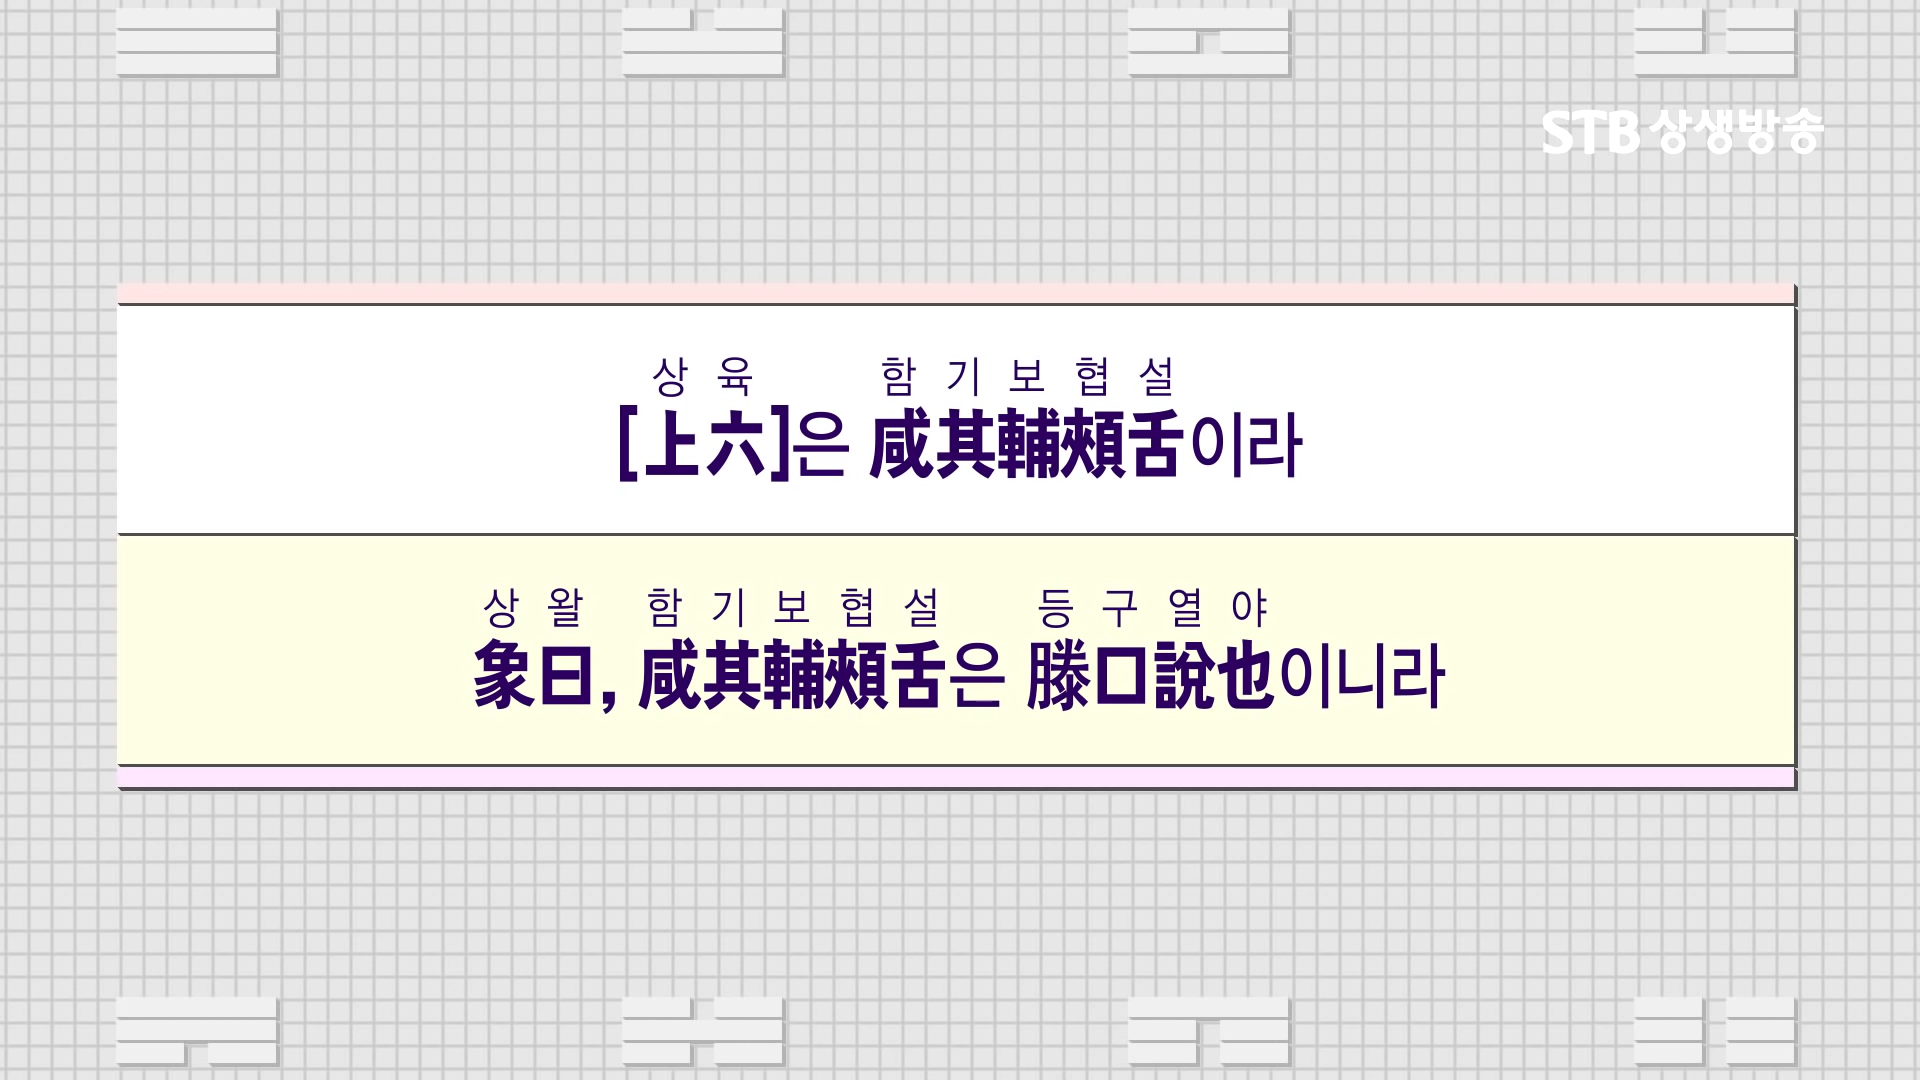 STB 상생방송
상 육 함 기 보 협 설
[上六]은 咸其輔頰舌이라
상 왈 함 기 보 협 설 등 구 열 야
象曰, 咸其輔頰舌은 滕口說也이니라